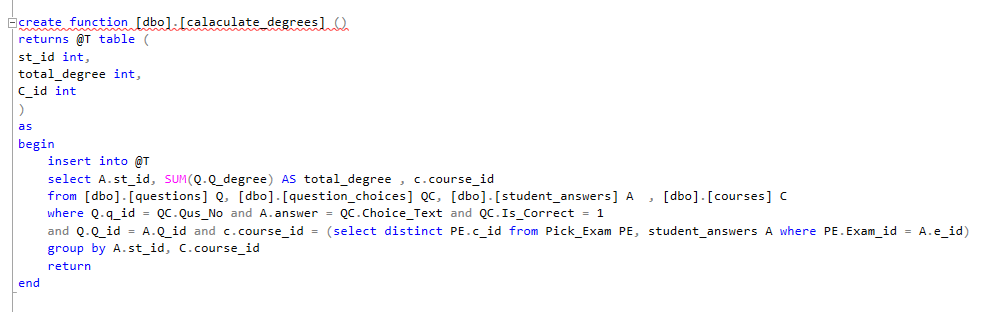 create function [dbo].[calaculate_degrees] ()
returns @T table (
st_id int,
total_degree int,
C_id int
)
as
begin
insert into @T
select A.st_id, SUM(Q.Q_degree) AS total_degree , c.course_id
from [dbo].[questions] Q, [dbo].[question_choices] QC, [dbo].[student_answers] A , [dbo].[courses] C
where Q.q_id = QC.Qus_No and A.answer = QC.Choice_Text and QC.Is_Correct = 1
and Q.Q_id = A.Q_id and c.course_id = (select distinct PE.c_id from Pick_Exam PE, student_answers A where PE.Exam_id = A.e_id)
group by A.st_id, C.course_id
return
end